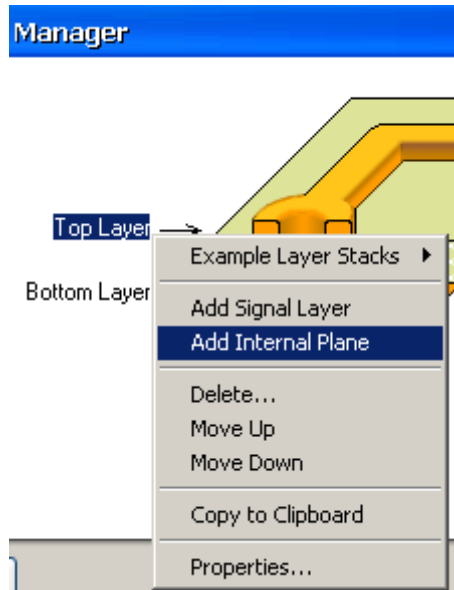 Manager
Top Layer
Bottom Layer
Example Layer Stacks
Add Signal Layer
Add Internal Plane
Delete...
Move Up
Move Down
Copy to Clipboard
Properties...